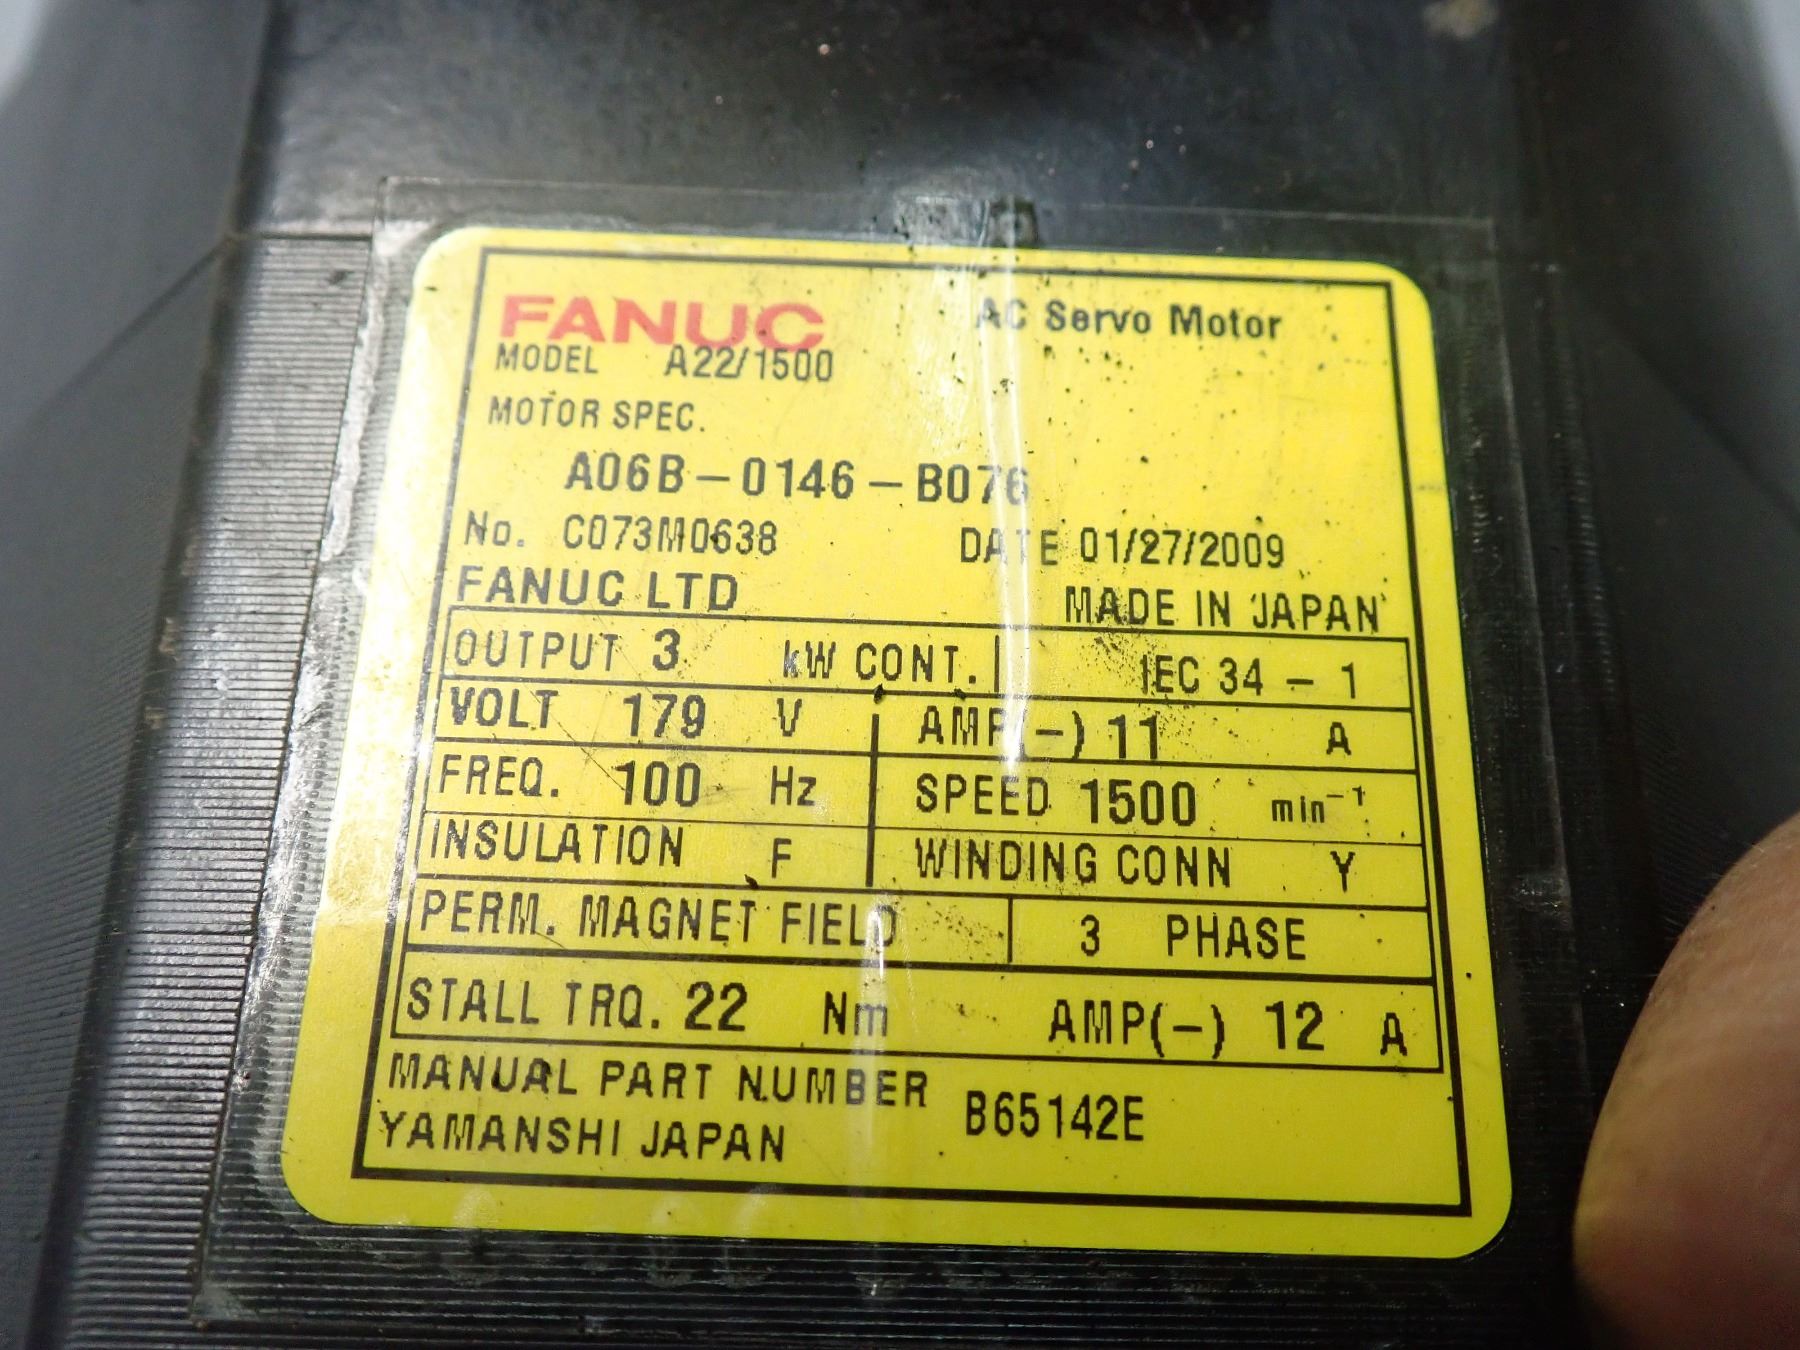 FANUC AC Servo Motor
MODEL A22/1500
MOTOR SPEC.
A06B-0146-B076
No. C073M0638 DATE 01/27/2009
FANUC LTD MADE IN JAPAN
OUTPUT 3 kW CONT. IEC 34 - 1
VOLT 179 V AMP(~) 11 A
FREQ. 100 Hz SPEED 1500 min⁻¹
INSULATION F WINDING CONN Y
PERM. MAGNET FIELD 3 PHASE
STALL TRQ. 22 Nm AMP(~) 12 A
MANUAL PART NUMBER B65142E
YAMANSHI JAPAN